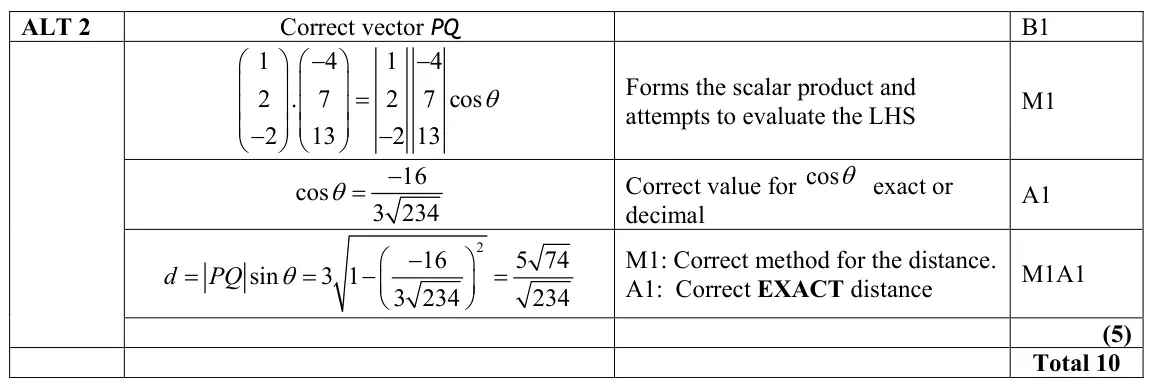 ALT 2 Correct vector PQ B1
(1 2 −2) . (−4 7 13) = |1 2 −2| |−4 7 13| cos θ
Forms the scalar product and
attempts to evaluate the LHS
M1
cos θ = −16 / 3√234
Correct value for cos θ exact or
decimal
A1
d = |PQ| sin θ = 3√(1−(−16 / 3√234)²) = 5√74 / √234
M1: Correct method for the distance.
A1: Correct EXACT distance
M1A1
(5)
Total 10